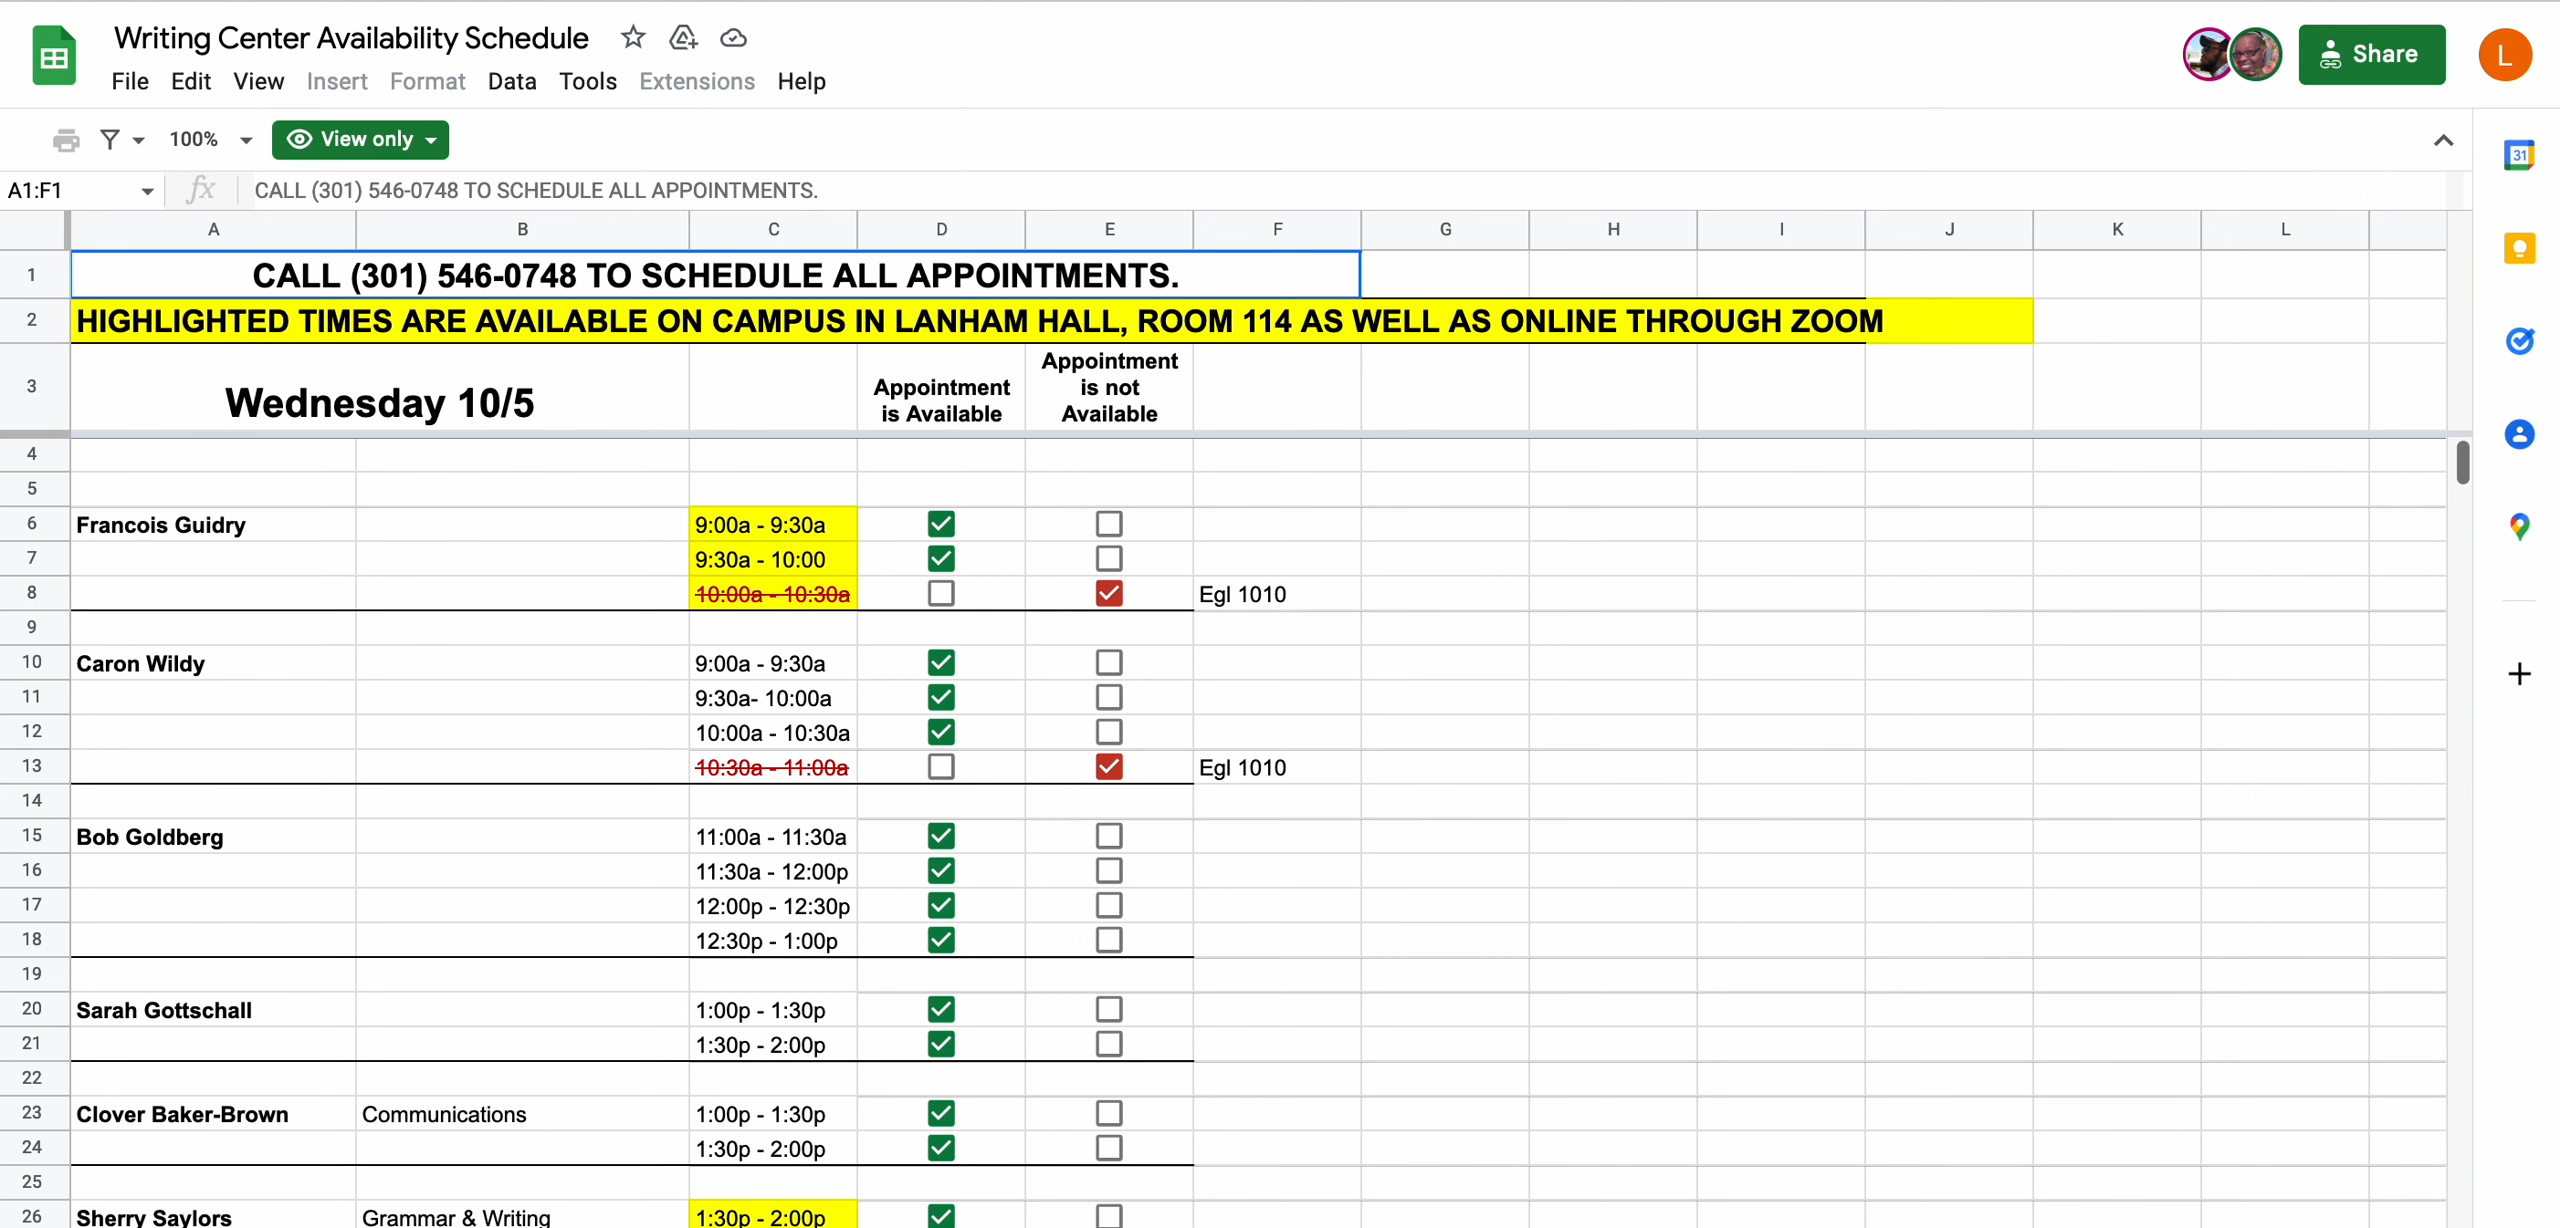 Writing Center Availability Schedule
File Edit View Insert Format Data Tools Extensions Help
Share
L
100%
View only
31
A1:F1
fx
CALL (301) 546-0748 TO SCHEDULE ALL APPOINTMENTS.
A B C D E F G H I J K L
1 CALL (301) 546-0748 TO SCHEDULE ALL APPOINTMENTS.
2 HIGHLIGHTED TIMES ARE AVAILABLE ON CAMPUS IN LANHAM HALL, ROOM 114 AS WELL AS ONLINE THROUGH ZOOM
3 Wednesday 10/5
Appointment
is Available
Appointment
is not
Available
4
5
6 Francois Guidry 9:00a - 9:30a
7 9:30a - 10:00
8 10:00a - 10:30a Egl 1010
9
10 Caron Wildy 9:00a - 9:30a
11 9:30a- 10:00a
12 10:00a - 10:30a
13 10:30a - 11:00a Egl 1010
14
15 Bob Goldberg 11:00a - 11:30a
16 11:30a - 12:00p
17 12:00p - 12:30p
18 12:30p - 1:00p
19
20 Sarah Gottschall 1:00p - 1:30p
21 1:30p - 2:00p
22
23 Clover Baker-Brown Communications 1:00p - 1:30p
24 1:30p - 2:00p
25
26 Sherry Saylors Grammar & Writing 1:30p - 2:00p